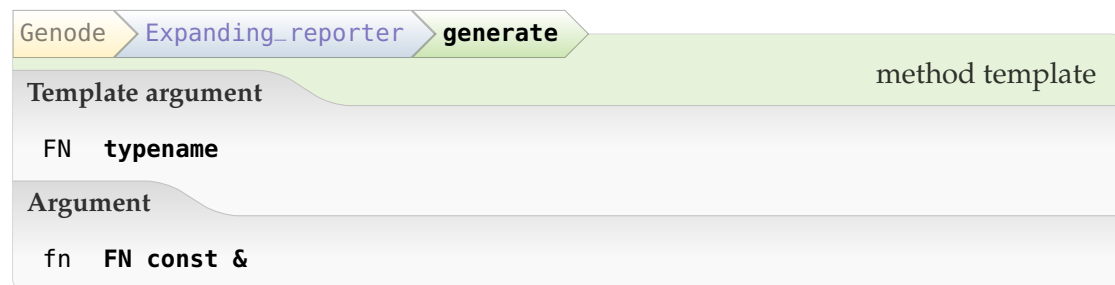 Genode Expanding_reporter generate
method template
Template argument
FN typename
Argument
fn FN const &